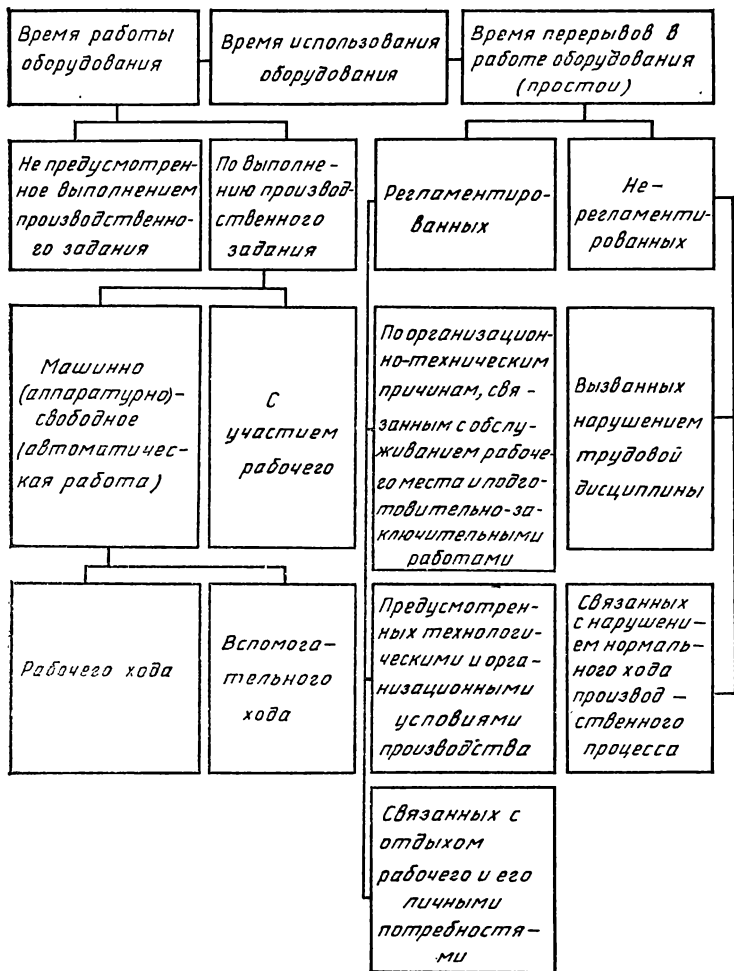 Время работы
оборудования
Время использования
оборудования
Время перерывов в
работе оборудования
(простои)
Не предусмотрен-
ное выполнением
производственно-
го задания
По выполне-
нию производ-
ственного
задания
Регламентиро-
ванных
Не-
регламенти-
рованных
Машинно
(аппаратурно)-
свободное
(автоматичес-
кая работа)
С
участием
рабочего
По организацион-
но-техническим
причинам, свя-
занным с обслу-
живанием рабоче-
го места и подго-
товительно-за-
ключительными
работами
Вызванных
нарушением
трудовой
дисциплины
Рабочего хода
Вспомога-
тельного
хода
Предусмотрен-
ных технологи-
ческими и орга-
низационными
условиями
производства
Связанных
с нарушени-
ем нормаль-
ного хода
производ-
ственного
процесса
Связанных с
отдыхом
рабочего и его
личными
потребностя-
ми